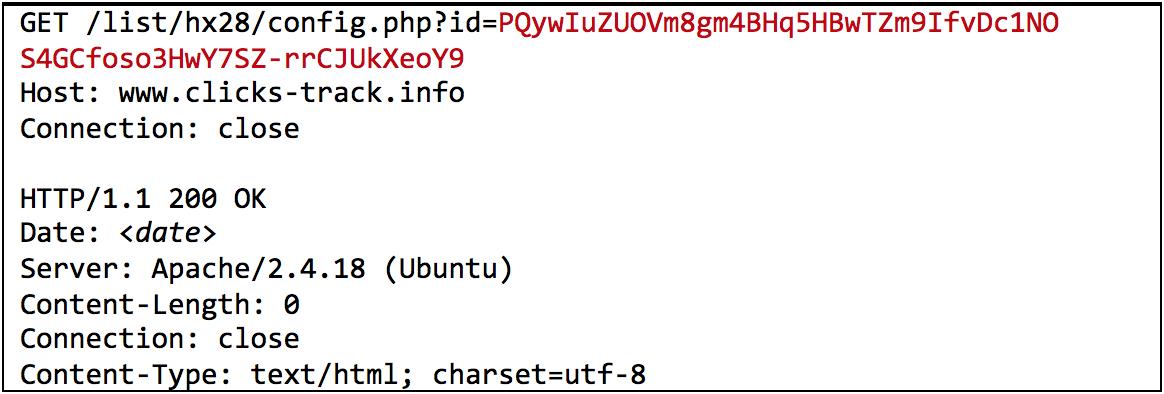 GET /list/hx28/config.php?id=PQywIuZUOVm8gm4BHq5HBwTZm9IfvDc1NO
S4GCfoso3HwY7SZ-rrCJUkXeoY9
Host: www.clicks-track.info
Connection: close
HTTP/1.1 200 OK
Date: <date>
Server: Apache/2.4.18 (Ubuntu)
Content-Length: 0
Connection: close
Content-Type: text/html; charset=utf-8